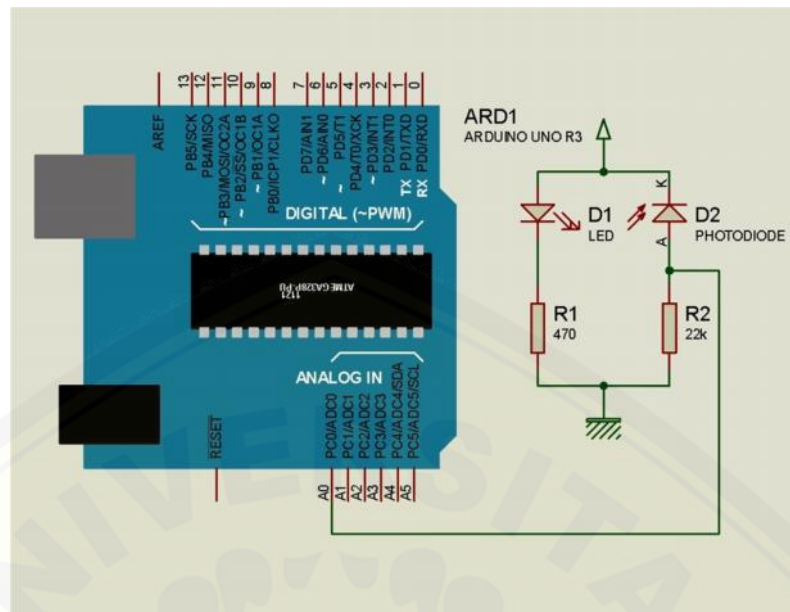 13
12
11
10
9
8
7
6
5
4
3
2
1
0
AREF
PB5/SCK
PB4/MISO
~PB3/MOSI/OC2A
~ PB2/SS/OC1B
~ PB1/OC1A
PB0/ICP1/CLKO
PD7/AIN1
~ PD6/AIN0
~ PD5/T1
PD4/T0/XCK
~ PD3/INT1
PD2/INT0
TX PD1/TXD
RX PD0/RXD
DIGITAL (~PWM)
ATMEGA328P-PU
1121
ANALOG IN
RESET
PC0/ADC0
PC1/ADC1
PC2/ADC2
PC3/ADC3
PC4/ADC4/SDA
PC5/ADC5/SCL
A0
A1
A2
A3
A4
A5
ARD1
ARDUINO UNO R3
D1
LED
K
A
D2
PHOTODIODE
R1
470
R2
22k
NIVERSITA